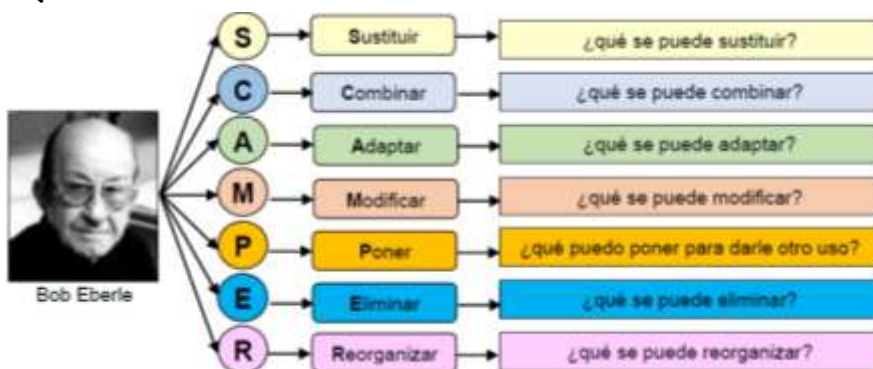 S Sustituir ¿qué se puede sustituir?
C Combinar ¿qué se puede combinar?
A Adaptar ¿qué se puede adaptar?
M Modificar ¿qué se puede modificar?
P Poner ¿qué puedo poner para darle otro uso?
E Eliminar ¿qué se puede eliminar?
R Reorganizar ¿qué se puede reorganizar?
Bob Eberle